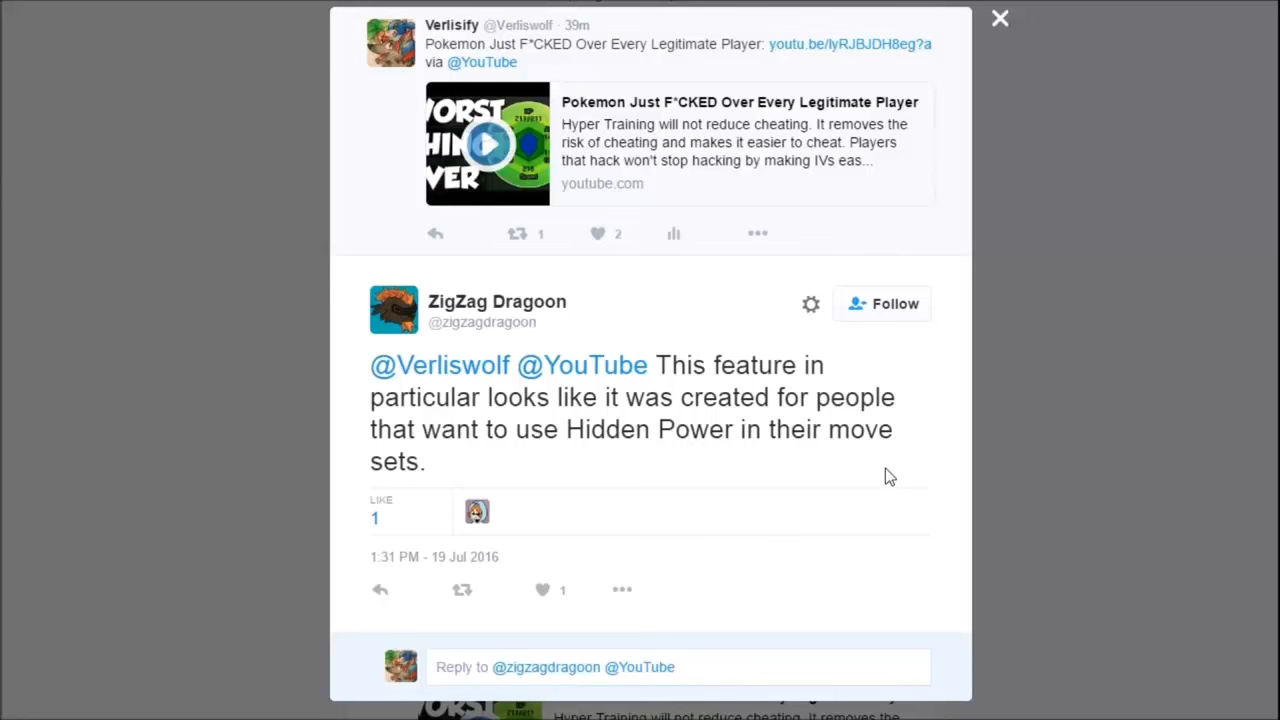 Verlisify @Verliswolf · 39m
Pokemon Just F*CKED Over Every Legitimate Player: youtu.be/lyRJBJDH8eg?a
via @YouTube
WORST
THING
EVER
Pokemon Just F*CKED Over Every Legitimate Player
Hyper Training will not reduce cheating. It removes the
risk of cheating and makes it easier to cheat. Players
that hack won't stop hacking by making IVs eas...
youtube.com
1
2
ZigZag Dragoon
@zigzagdragoon
Follow
@Verliswolf @YouTube This feature in
particular looks like it was created for people
that want to use Hidden Power in their move
sets.
LIKE
1
1:31 PM - 19 Jul 2016
1
Reply to @zigzagdragoon @YouTube
Hyper Training will not reduce cheating. It removes the